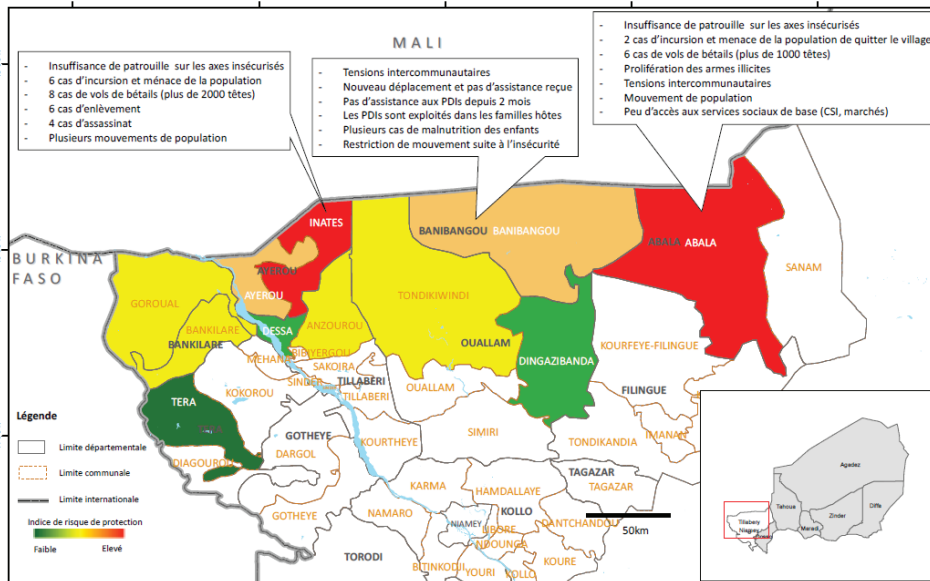 MALI
- Insuffisance de patrouille sur les axes insécurisés
- 6 cas d'incursion et ménace de la population
- 8 cas de vols de bétails (plus de 2000 têtes)
- 6 cas d'enlèvement
- 4 cas d'assassinat
- Plusieurs mouvements de population
- Tensions intercommunautaires
- Nouveau déplacement et pas d'assistance reçue
- Pas d'assistance aux PDIs depuis 2 mois
- Les PDIs sont exploités dans les familles hôtes
- Plusieurs cas de malnutrition des enfants
- Restriction de mouvement suite à l'insécurité
- Insuffisance de patrouille sur les axes insécurisés
- 2 cas d'incursion et menace de la population de quitter le village
- 6 cas de vols de bétails (plus de 1000 têtes)
- Prolifération des armes illicites
- Tensions intercommunautaires
- Mouvement de population
- Peu d'accès aux services sociaux de base (CSI, marchés)
BURKINA
FASO
INATES
BANIBANGOU BANIBANGOU
ABALA ABALA
SANAM
AYEROU
AYEROU
GOROUAL
TONDIKIWINDI
BANKILARE
BANKILARE
DESSA
ANZOUROU
OUALLAM
DINGAZIBANDA
KOURFEYE-FILINGUE
MEHANA
BIBIYERGOU
SAKOIRA
SINDER
TILLABERI
TILLABERI
OUALLAM
KOKOROU
FILINGUE
TERA
GOTHEYE
DARGOL
KOURTHEYE
SIMIRI
TONDIKANDIA
IMANAN
DIAGOUROU
TAGAZAR
TAGAZAR
KARMA
HAMDALLAYE
GOTHEYE
NAMARO
KOLLO
NIAMEY
LIBORE
NDOUNGA
DANTCHANDOU
TORODI
BITINKODJI
YOURI
KOLLO
KOURE
50km
Légende
Limite départementale
Limite communale
Limite internationale
Indice de risque de protection
Faible Elevé
Agadez
Tahoua
Diffa
Zinder
Maradi
Tillabery
Niamey